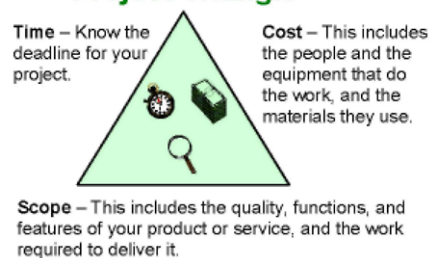 Time – Know the
deadline for your
project.
Cost – This includes
the people and the
equipment that do
the work, and the
materials they use.
Scope – This includes the quality, functions, and
features of your product or service, and the work
required to deliver it.